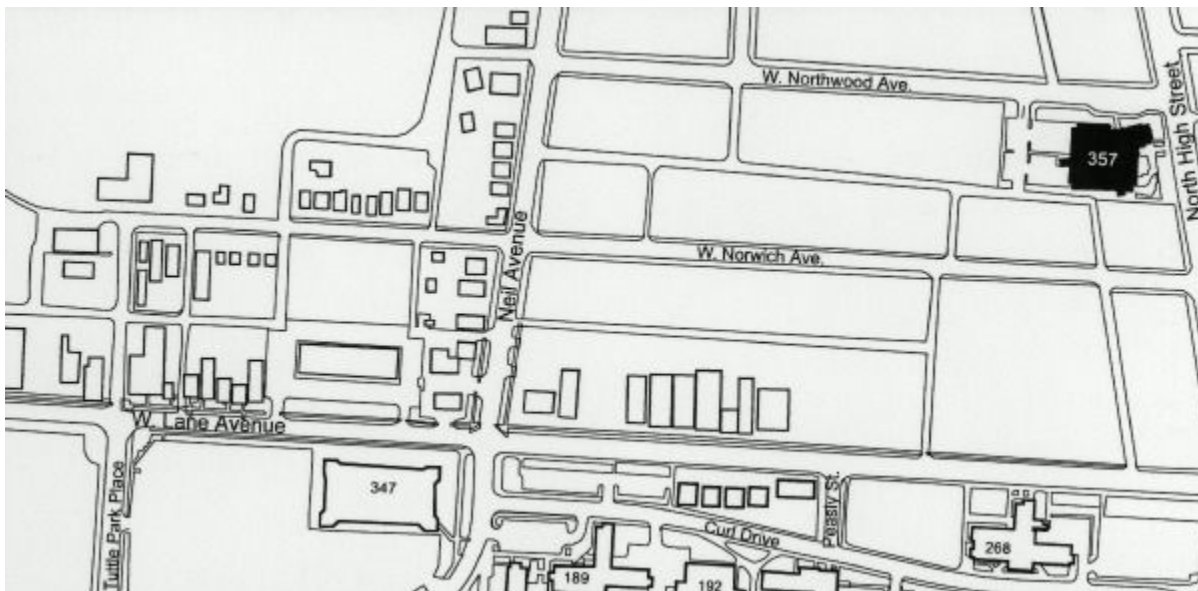 W. Northwood Ave.
North High Street
357
Neil Avenue
W. Norwich Ave.
W. Lane Avenue
Tuttle Park Place
347
Peasly St.
Curl Drive
268
189
192